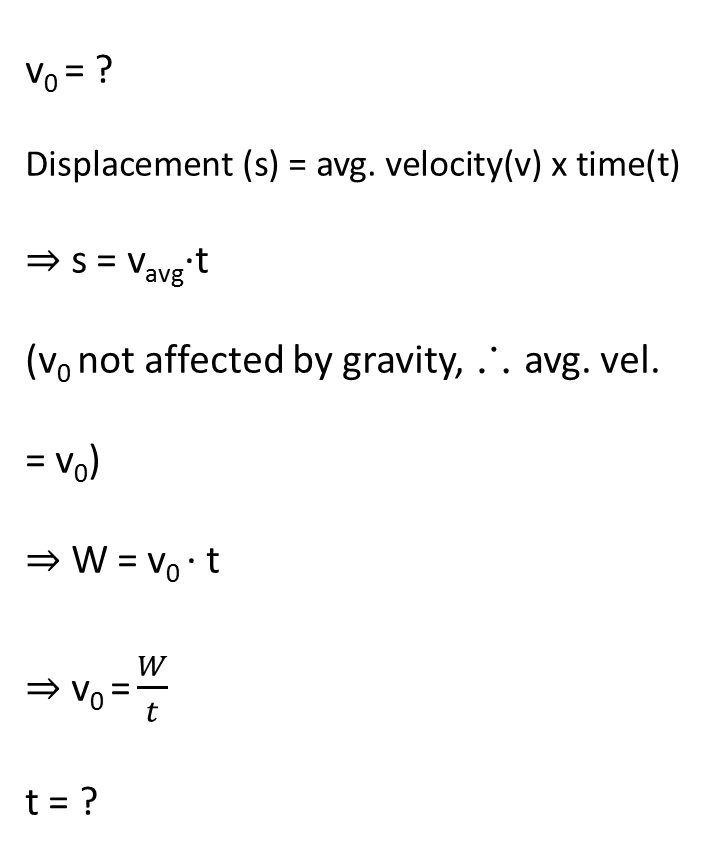 v₀ = ?
Displacement (s) = avg. velocity(v) x time(t)
⇒ s = vₐᵥg·t
(v₀ not affected by gravity, ∴ avg. vel.
= v₀)
⇒ W = v₀ · t
⇒ v₀ = W/t
t = ?